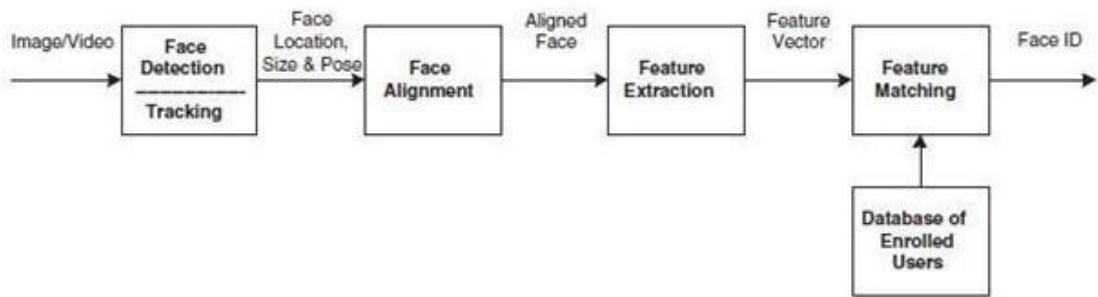 Image/Video
Face
Detection
Tracking
Face
Location,
Size & Pose
Face
Alignment
Aligned
Face
Feature
Extraction
Feature
Vector
Feature
Matching
Face ID
Database of
Enrolled
Users